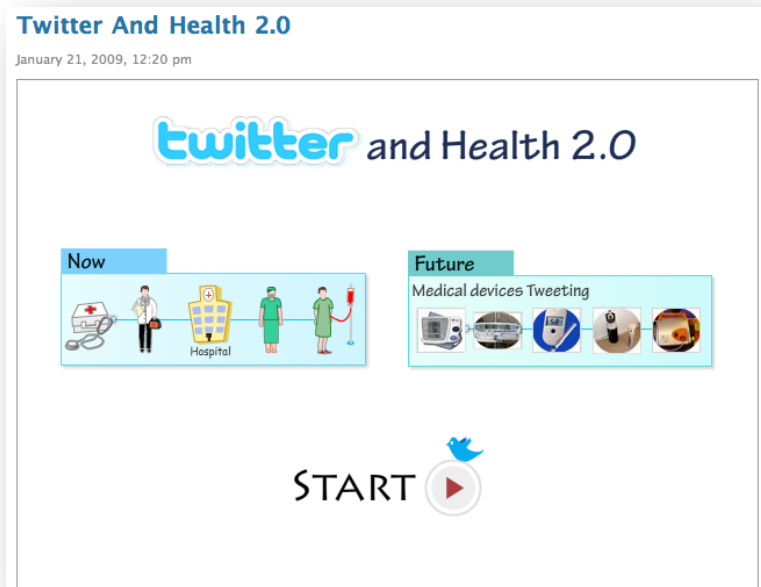 Twitter And Health 2.0
January 21, 2009, 12:20 pm
twitter and Health 2.0
Now
Hospital
Future
Medical devices Tweeting
START